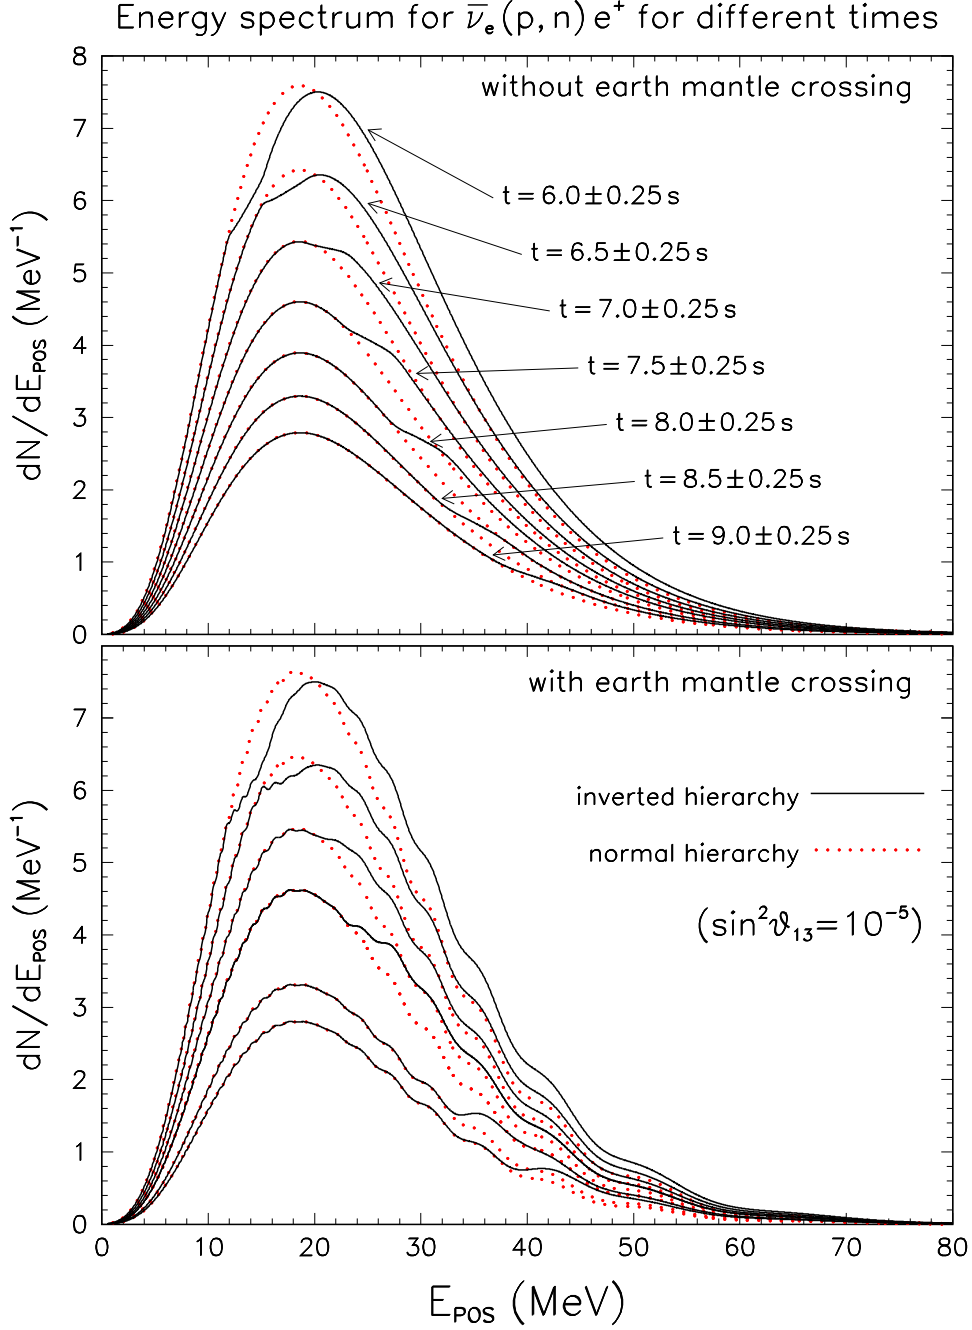 Energy spectrum for ν̅ₑ(p,n)e⁺ for different times
8
7
6
5
4
3
2
1
0
dN/dE_POS (MeV⁻¹)
without earth mantle crossing
t = 6.0±0.25 s
t = 6.5±0.25 s
t = 7.0±0.25 s
t = 7.5±0.25 s
t = 8.0±0.25 s
t = 8.5±0.25 s
t = 9.0±0.25 s
7
6
5
4
3
2
1
0
dN/dE_POS (MeV⁻¹)
with earth mantle crossing
inverted hierarchy
normal hierarchy
(sin²ϑ₁₃=10⁻⁵)
0 10 20 30 40 50 60 70 80
E_POS (MeV)